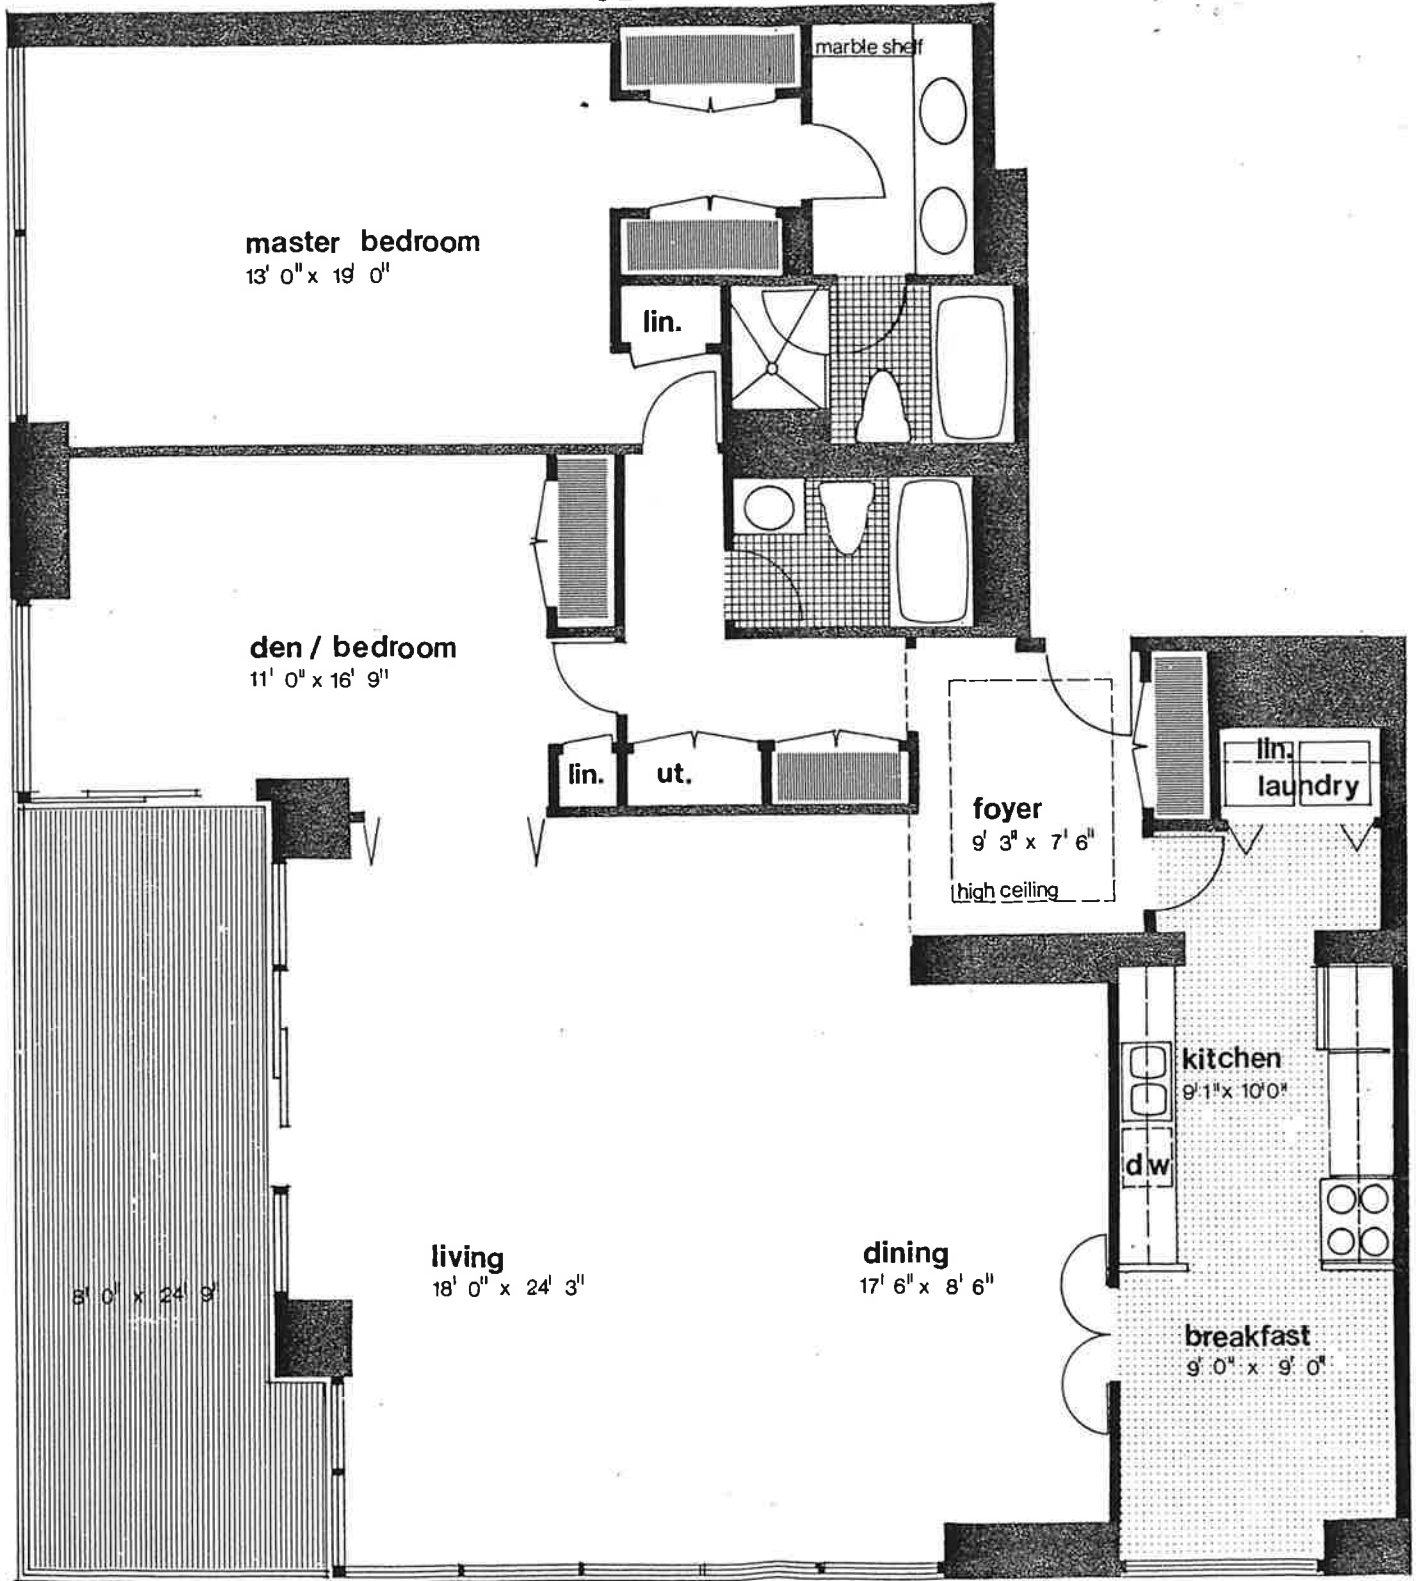 marble shelf
master bedroom
13' 0" x 19' 0"
lin.
den / bedroom
11' 0" x 16' 9"
lin.
ut.
lin.
laundry
foyer
9' 3" x 7' 6"
high ceiling
kitchen
9' 1" x 10' 0"
dw
living
18' 0" x 24' 3"
dining
17' 6" x 8' 6"
8' 0" x 24' 9"
breakfast
9' 0" x 9' 0"